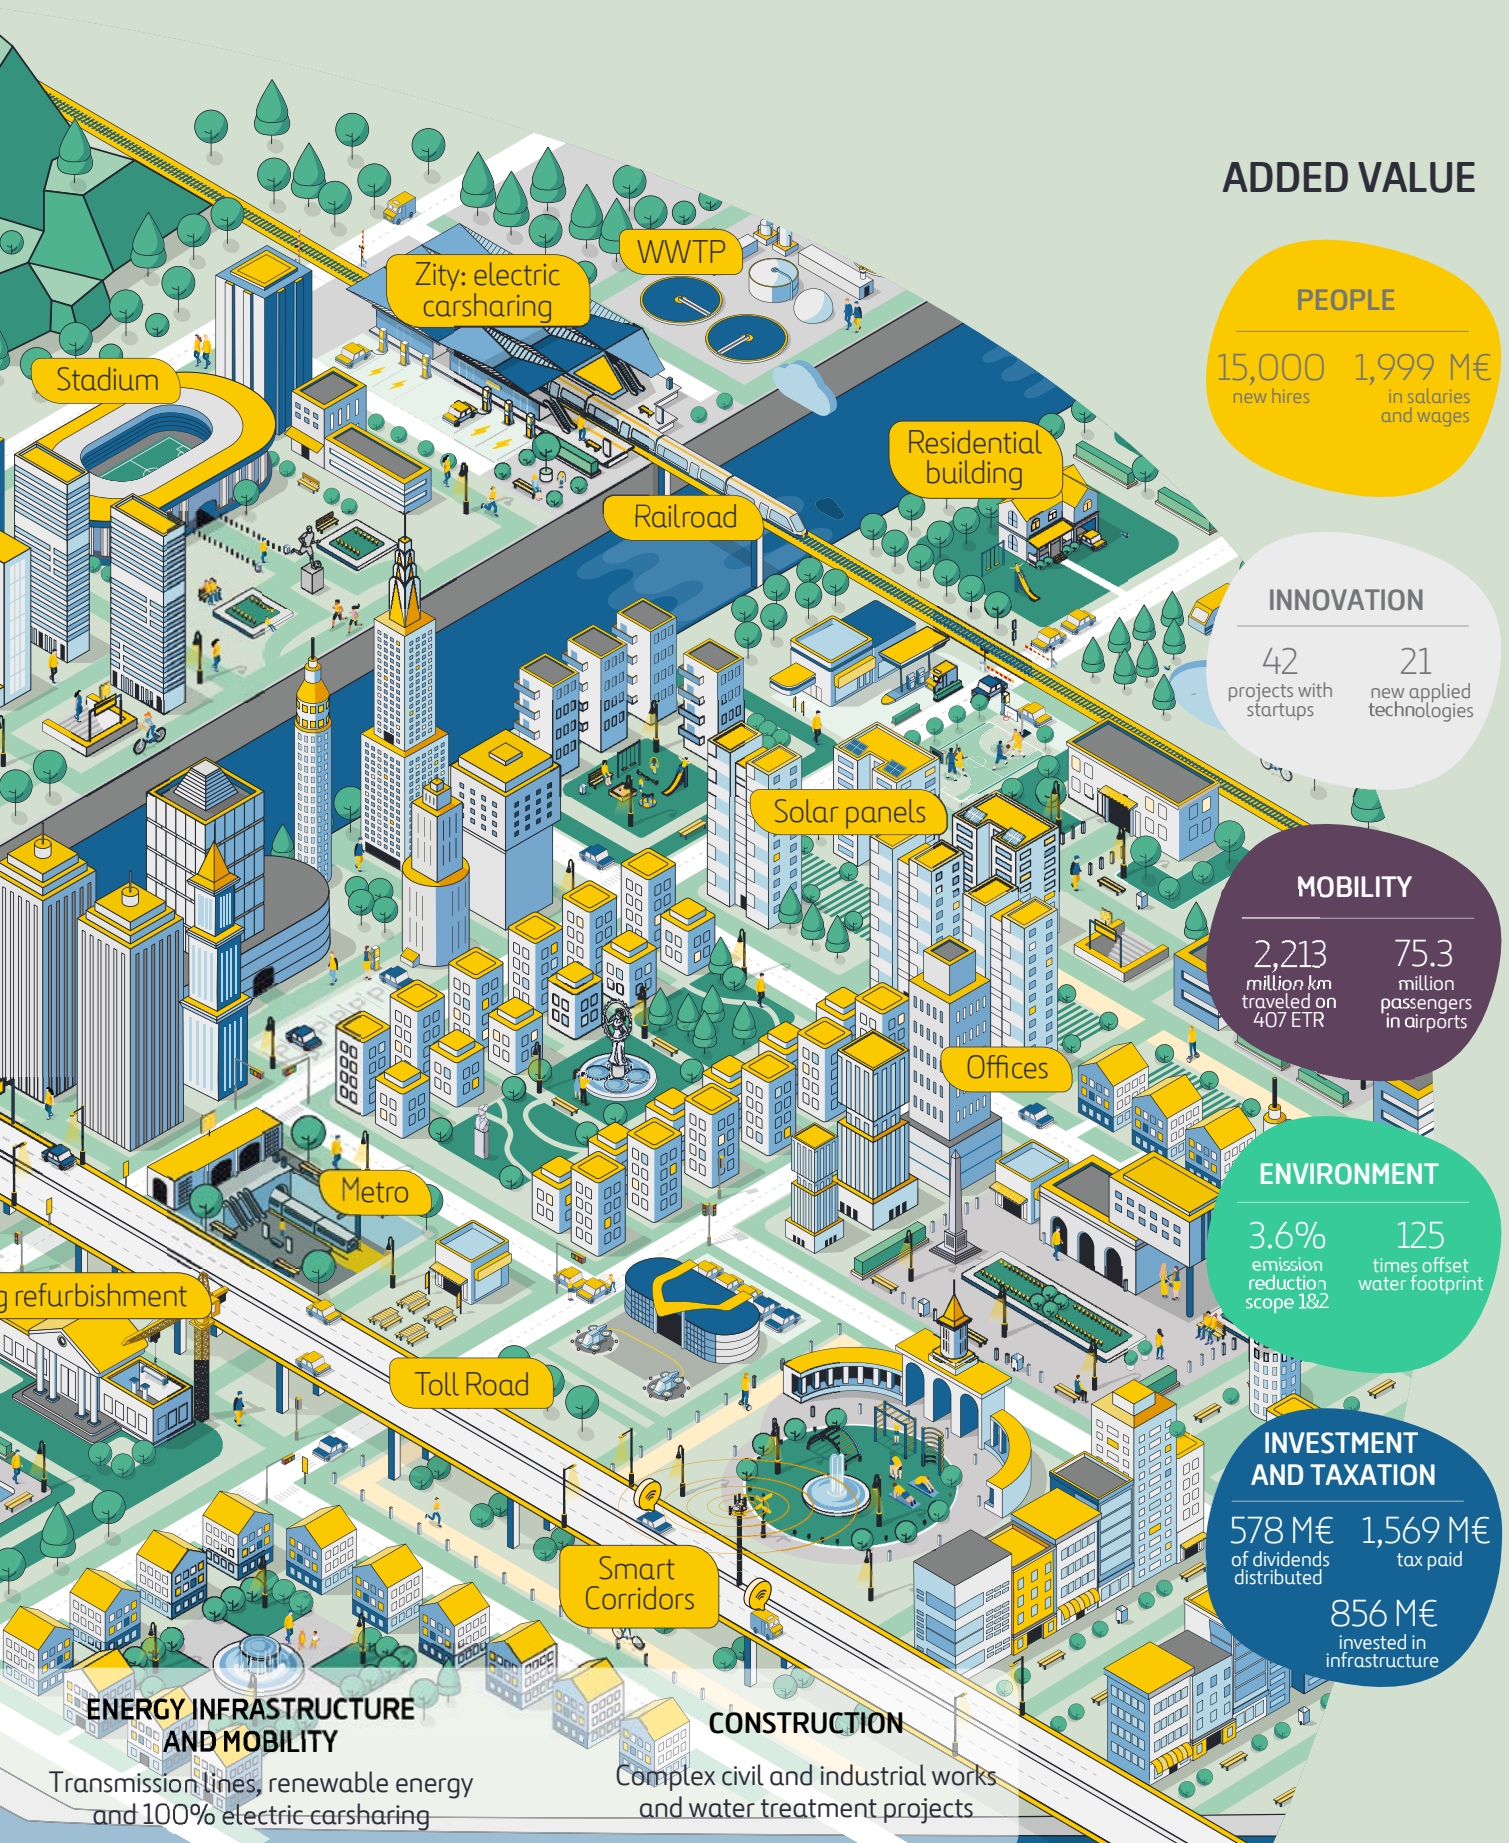 ADDED VALUE
WWTP
Zity: electric
carsharing
Stadium
Residential
building
Railroad
Solar panels
Offices
Metro
refurbishment
Toll Road
Smart
Corridors
PEOPLE
15,000
new hires
1,999 M€
in salaries
and wages
INNOVATION
42
projects with
startups
21
new applied
technologies
MOBILITY
2,213
million km
traveled on
407 ETR
75.3
million
passengers
in airports
ENVIRONMENT
3.6%
emission
reduction
scope 1&2
125
times offset
water footprint
INVESTMENT
AND TAXATION
578 M€
of dividends
distributed
1,569 M€
tax paid
856 M€
invested in
infrastructure
ENERGY INFRASTRUCTURE
AND MOBILITY
Transmission lines, renewable energy
and 100% electric carsharing
CONSTRUCTION
Complex civil and industrial works
and water treatment projects